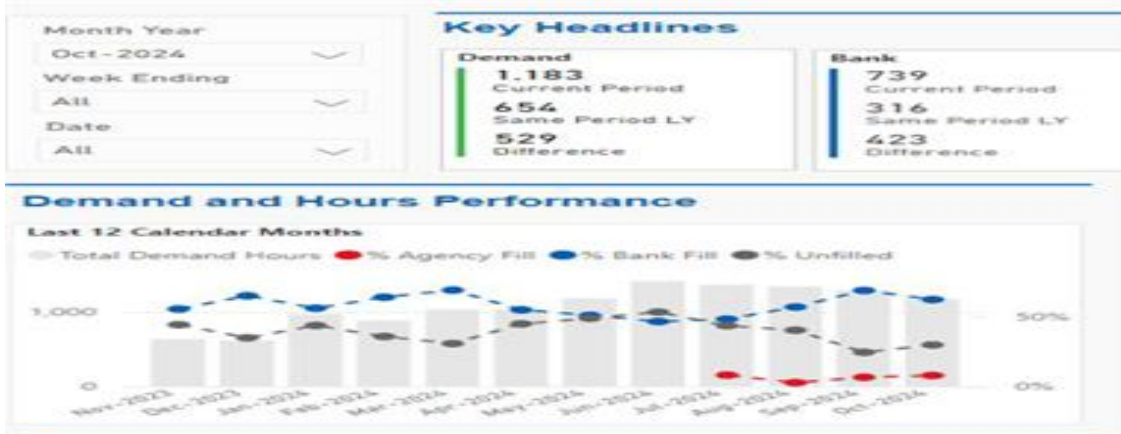 Month Year
Oct-2024
Week Ending
All
Date
All
Key Headlines
Demand
1,183
Current Period
654
Same Period LY
529
Difference
Bank
739
Current Period
316
Same Period LY
423
Difference
Demand and Hours Performance
Last 12 Calendar Months
Total Demand Hours % Agency Fill % Bank Fill % Unfilled
1,000
50%
0
0%
Nov-2023 Dec-2023 Jan-2024 Feb-2024 Mar-2024 Apr-2024 May-2024 Jun-2024 Jul-2024 Aug-2024 Sep-2024 Oct-2024